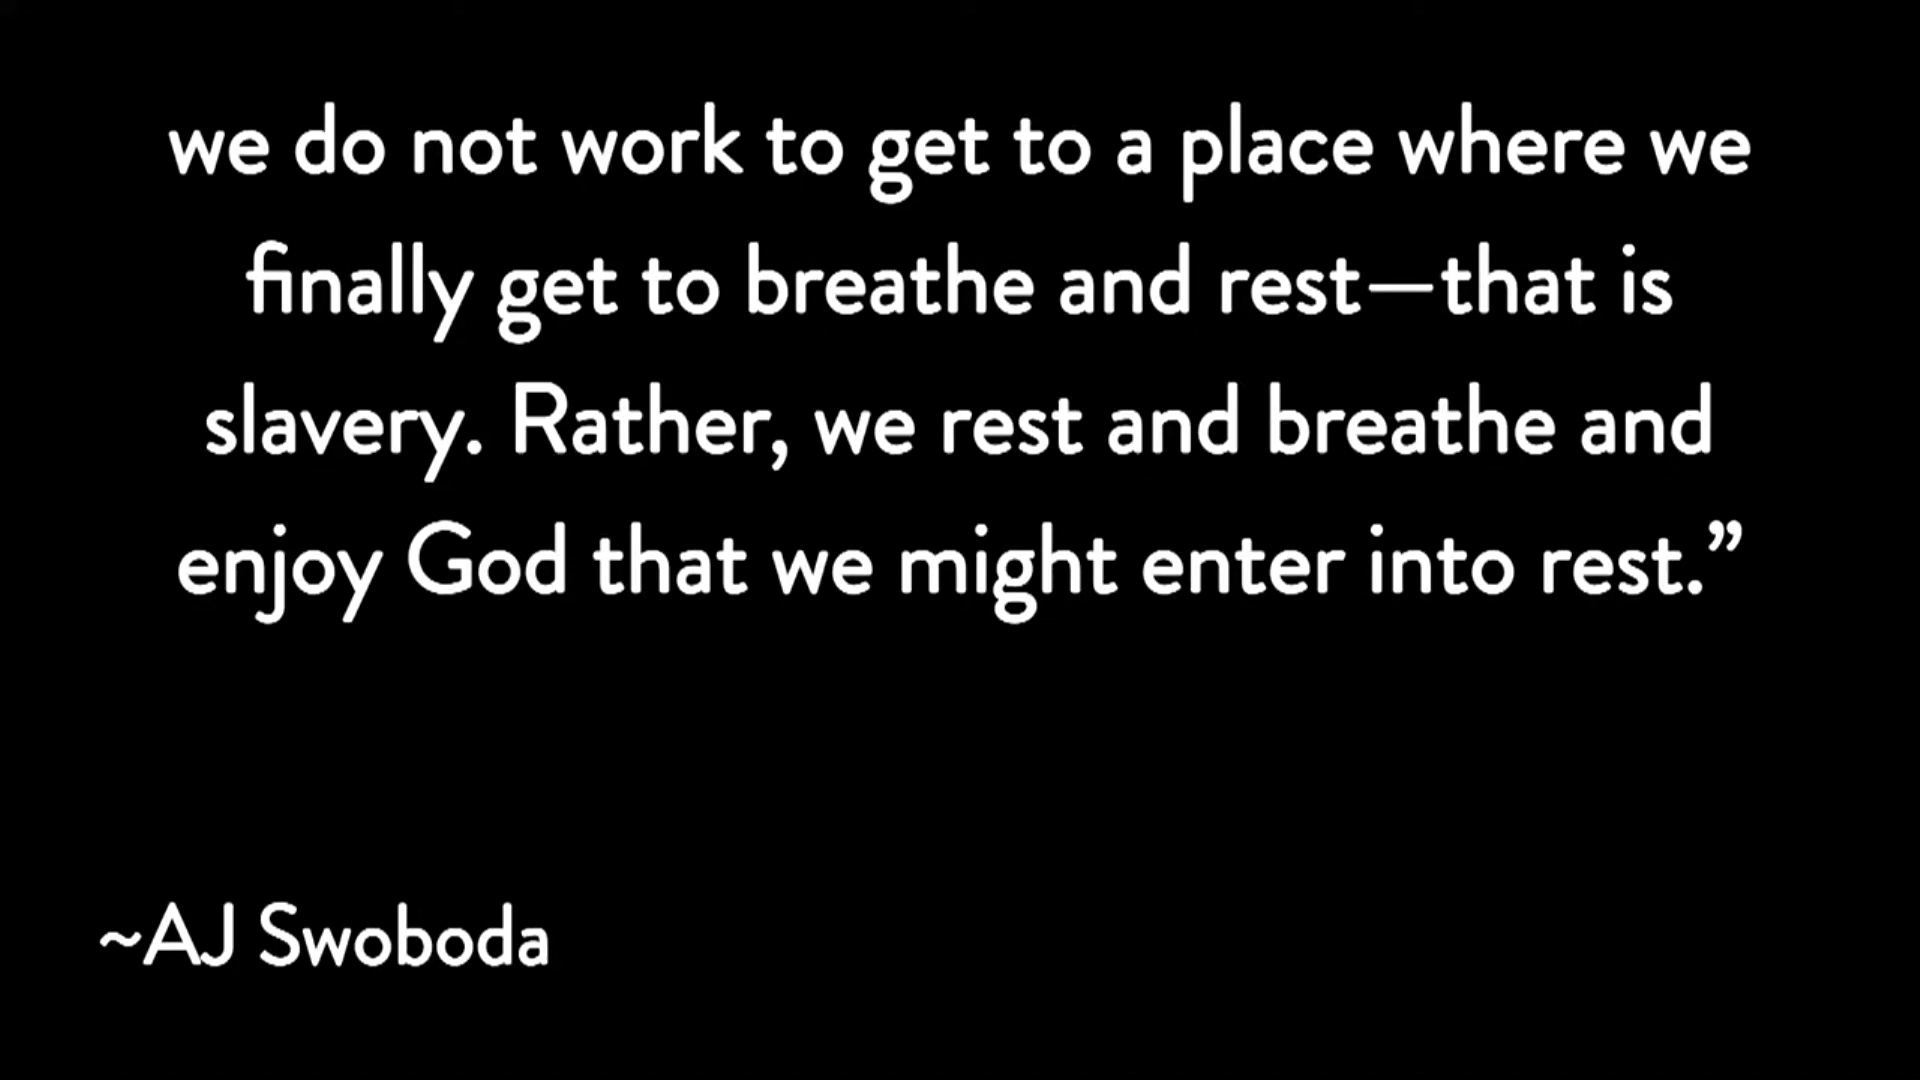 we do not work to get to a place where we
finally get to breathe and rest—that is
slavery. Rather, we rest and breathe and
enjoy God that we might enter into rest.”
~AJ Swoboda